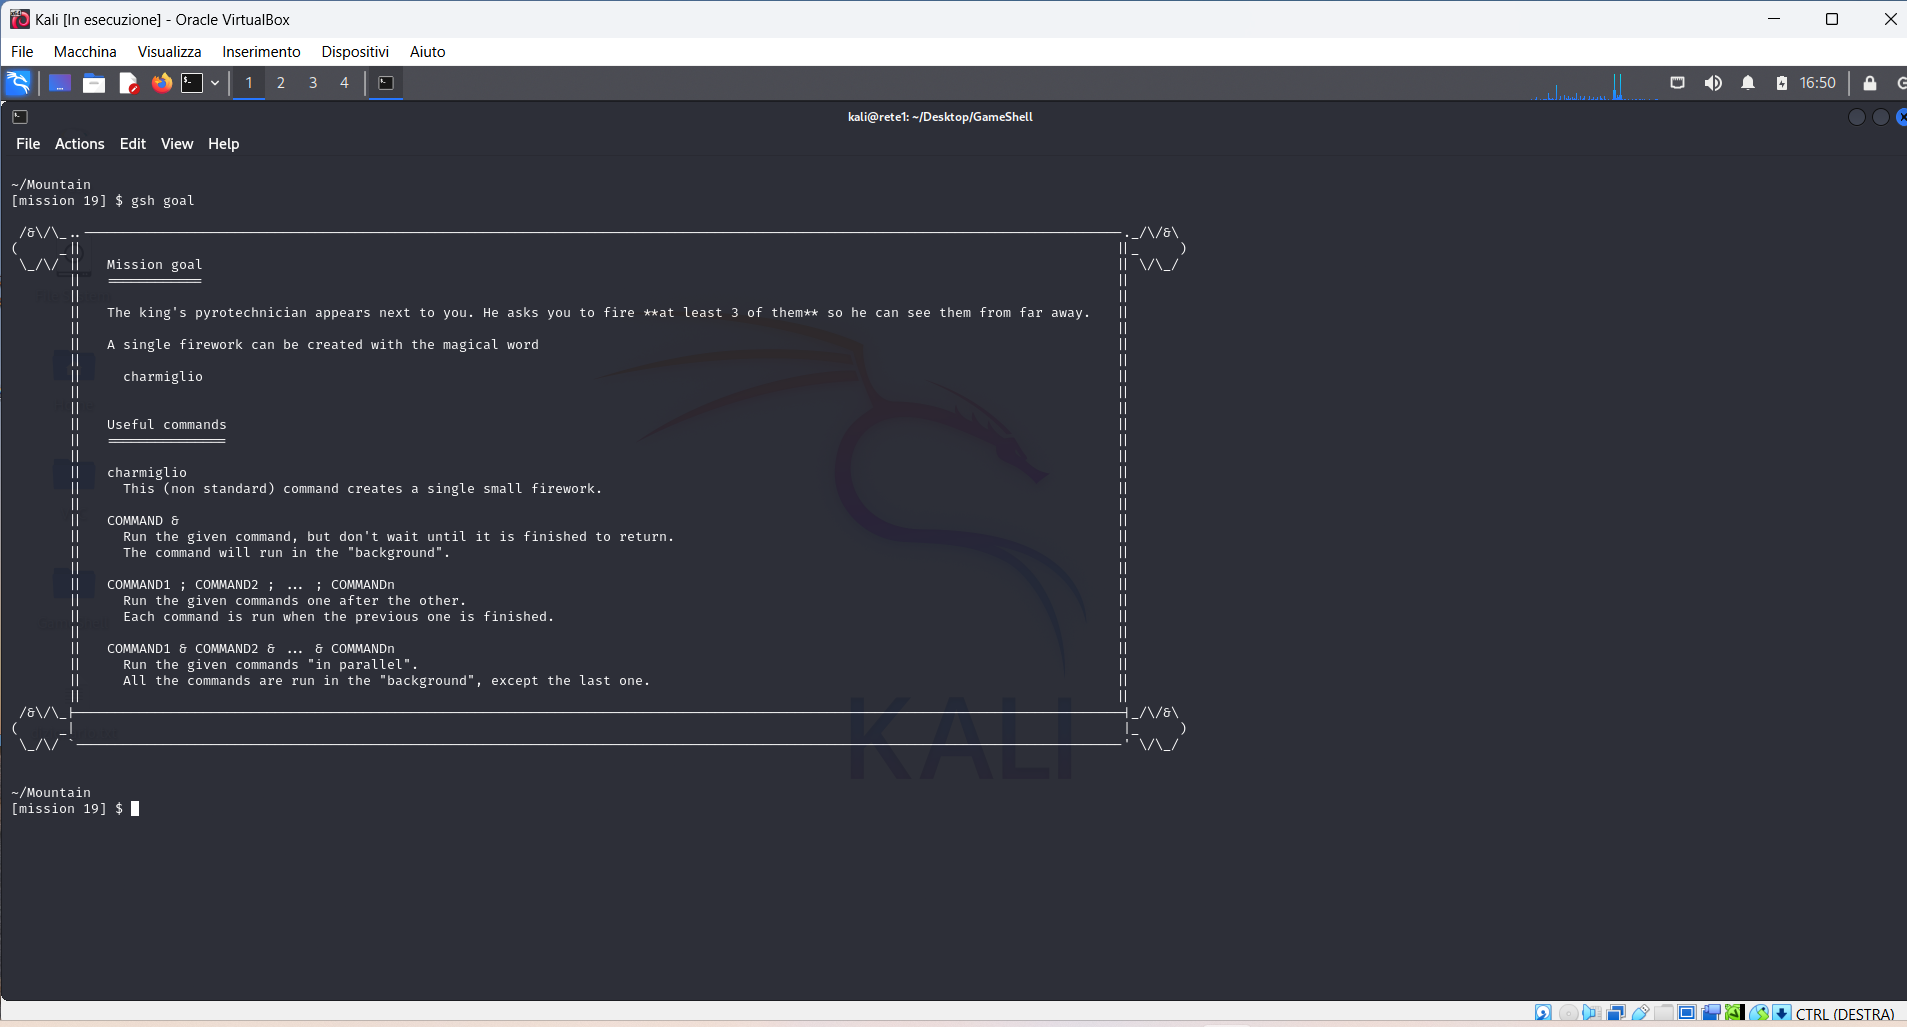 Kali [In esecuzione] - Oracle VirtualBox
File Macchina Visualizza Inserimento Dispositivi Aiuto
1 2 3 4 16:50
kali@rete1: ~/Desktop/GameShell
File Actions Edit View Help
~/Mountain
[mission 19] $ gsh goal
Mission goal
============
The king's pyrotechnician appears next to you. He asks you to fire **at least 3 of them** so he can see them from far away.
A single firework can be created with the magical word
charmiglio
Useful commands
===============
charmiglio
This (non standard) command creates a single small firework.
COMMAND &
Run the given command, but don't wait until it is finished to return.
The command will run in the "background".
COMMAND1 ; COMMAND2 ; ... ; COMMANDn
Run the given commands one after the other.
Each command is run when the previous one is finished.
COMMAND1 & COMMAND2 & ... & COMMANDn
Run the given commands "in parallel".
All the commands are run in the "background", except the last one.
KALI
~/Mountain
[mission 19] $
CTRL (DESTRA)